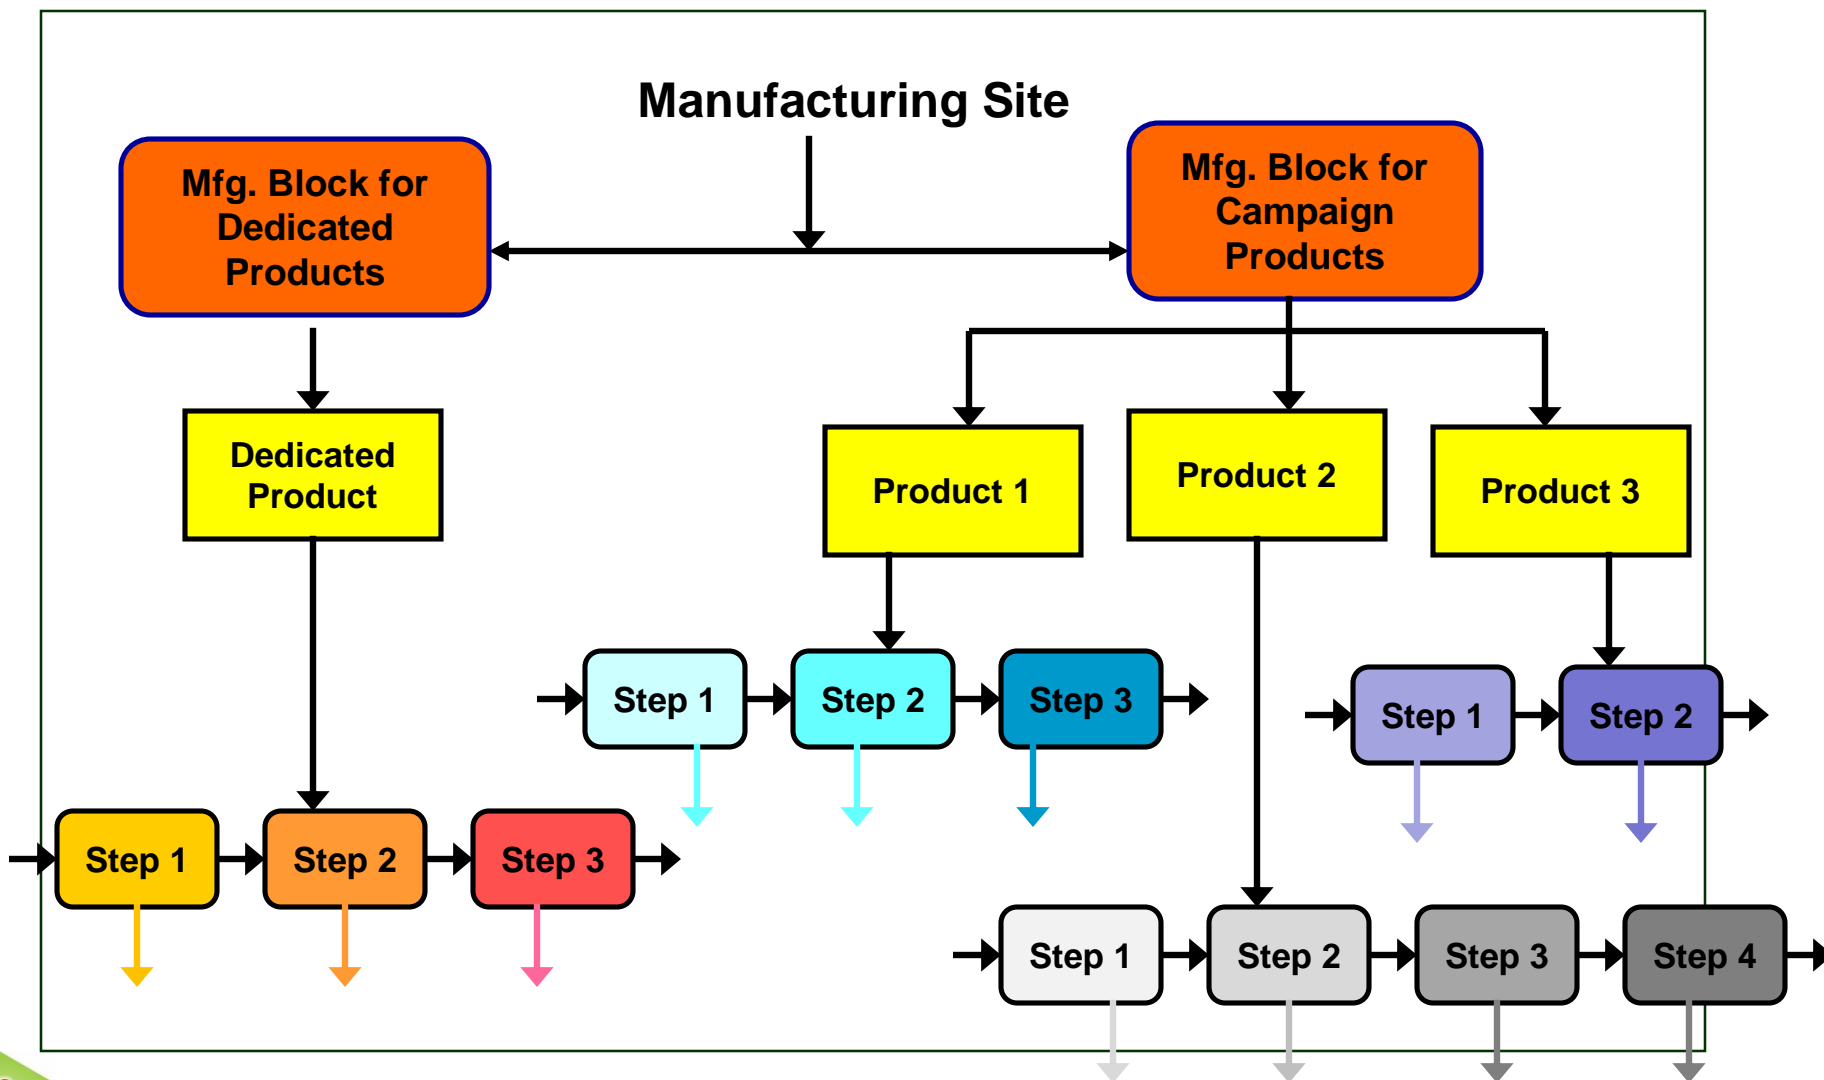 Manufacturing Site
Mfg. Block for
Dedicated
Products
Mfg. Block for
Campaign
Products
Dedicated
Product
Product 1
Product 2
Product 3
Step 1
Step 2
Step 3
Step 1
Step 2
Step 1
Step 2
Step 3
Step 1
Step 2
Step 3
Step 4